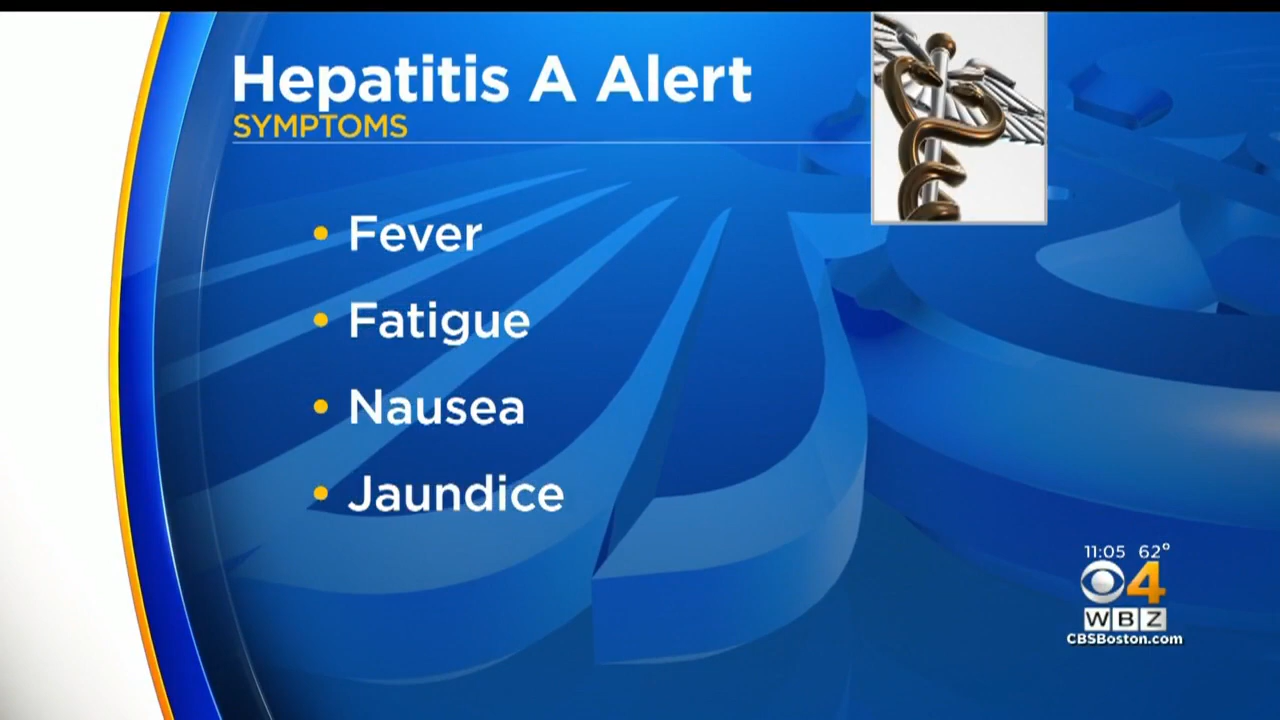 Hepatitis A Alert
SYMPTOMS
• Fever
• Fatigue
• Nausea
• Jaundice
11:05 62°
4
WBZ
CBSBoston.com